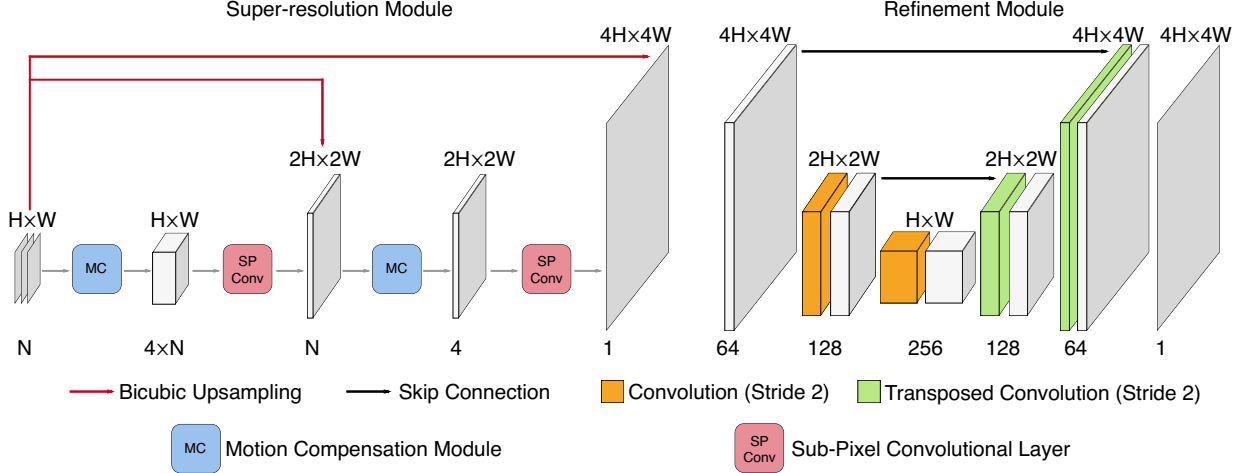 Super-resolution Module
Refinement Module
4H×4W
4H×4W
4H×4W
4H×4W
2H×2W
2H×2W
2H×2W
2H×2W
H×W
H×W
H×W
MC
SP
Conv
MC
SP
Conv
N
4×N
N
4
1
64
128
256
128
64
1
Bicubic Upsampling
Skip Connection
Convolution (Stride 2)
Transposed Convolution (Stride 2)
MC
Motion Compensation Module
SP
Conv
Sub-Pixel Convolutional Layer